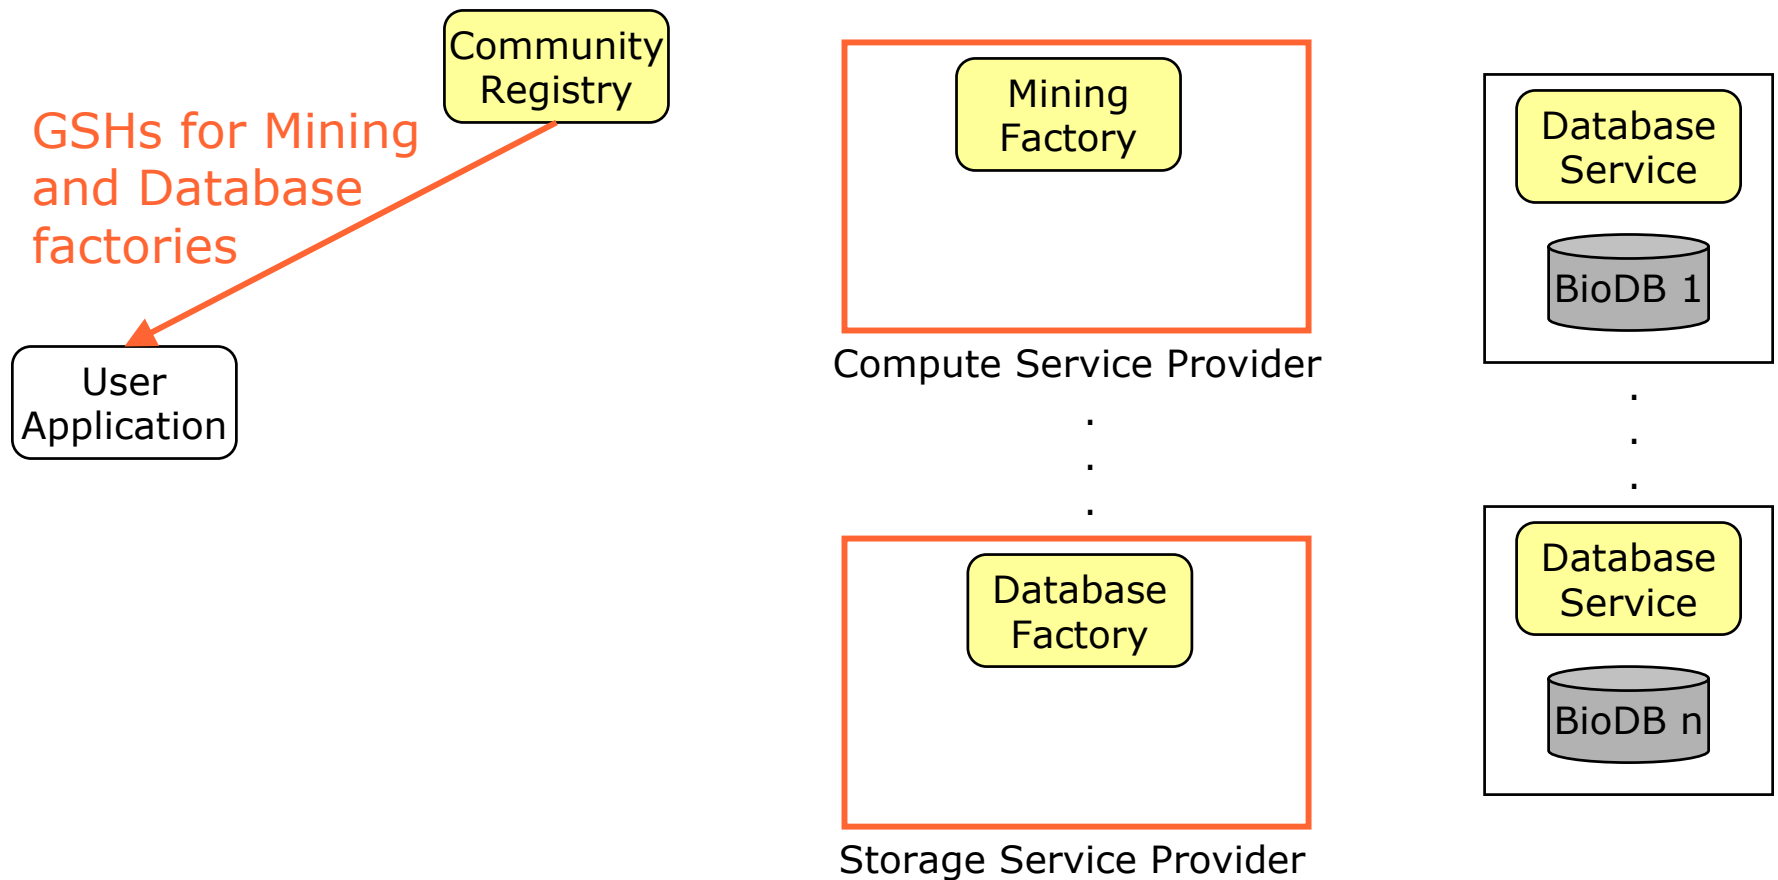 Community
Registry
GSHs for Mining
and Database
factories
User
Application
Mining
Factory
Compute Service Provider
.
.
.
Database
Factory
Storage Service Provider
Database
Service
BioDB 1
.
.
.
Database
Service
BioDB n